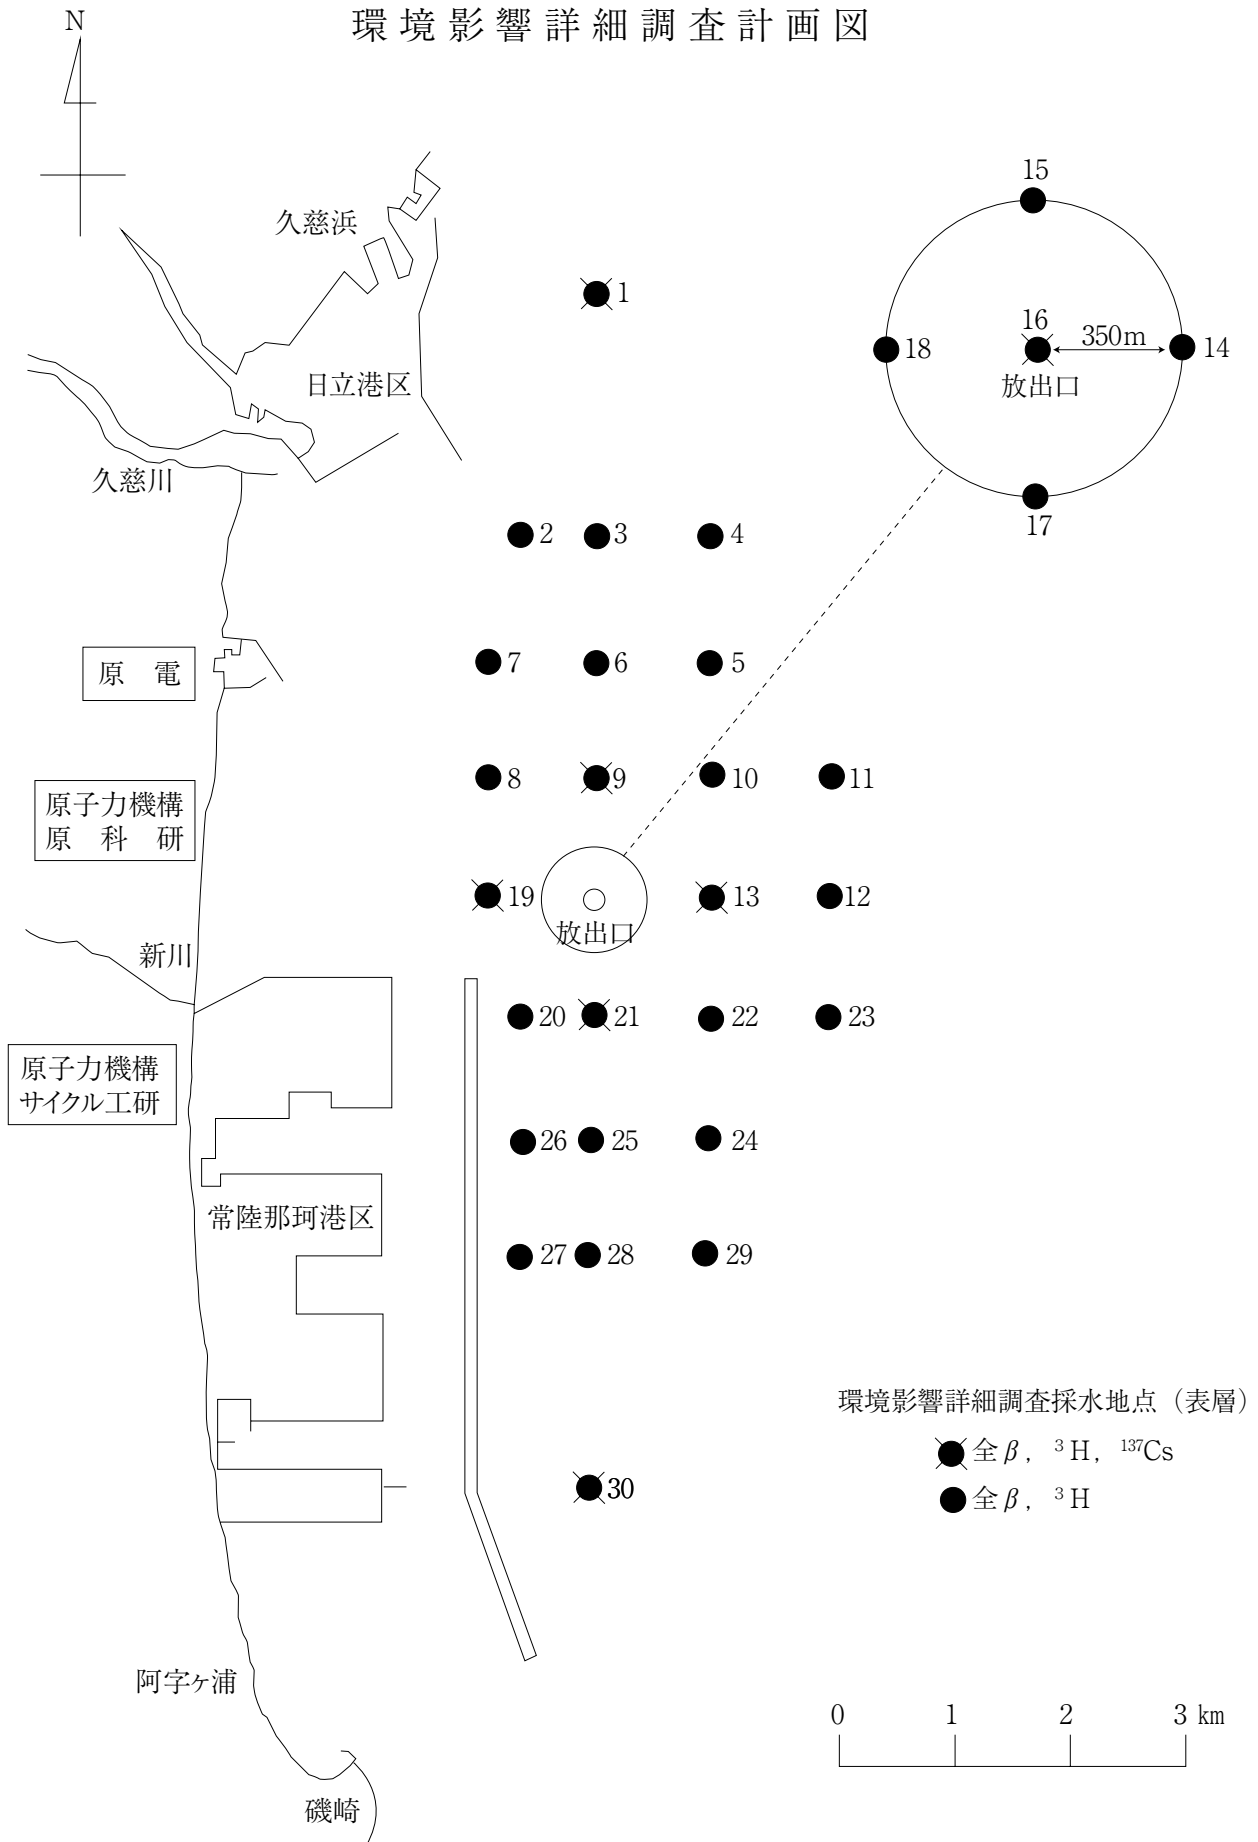 環境影響詳細調査計画図
N
久慈浜
日立港区
久慈川
15
16
350m
18
14
放出口
17
1
2
3
4
7
6
5
原 電
8
9
10
11
原子力機構
原 科 研
19
13
12
放出口
新川
20
21
22
23
原子力機構
サイクル工研
26
25
24
常陸那珂港区
27
28
29
環境影響詳細調査採水地点（表層）
全β, ³H, ¹³⁷Cs
全β, ³H
30
阿字ヶ浦
0 1 2 3 km
磯崎